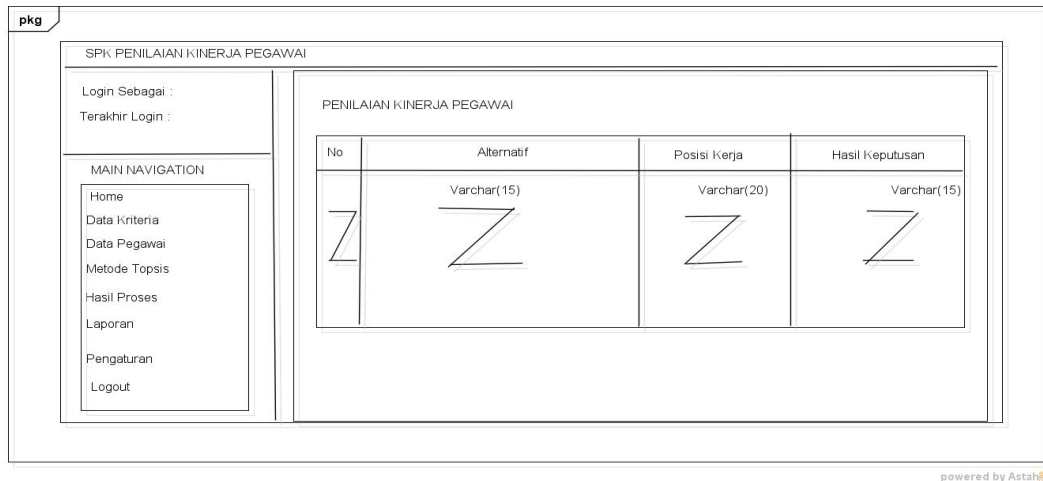 pkg
SPK PENILAIAN KINERJA PEGAWAI
Login Sebagai :
Terakhir Login :
MAIN NAVIGATION
Home
Data Kriteria
Data Pegawai
Metode Topsis
Hasil Proses
Laporan
Pengaturan
Logout
PENILAIAN KINERJA PEGAWAI
No Alternatif Posisi Kerja Hasil Keputusan
Varchar(15) Varchar(20) Varchar(15)
powered by Astah